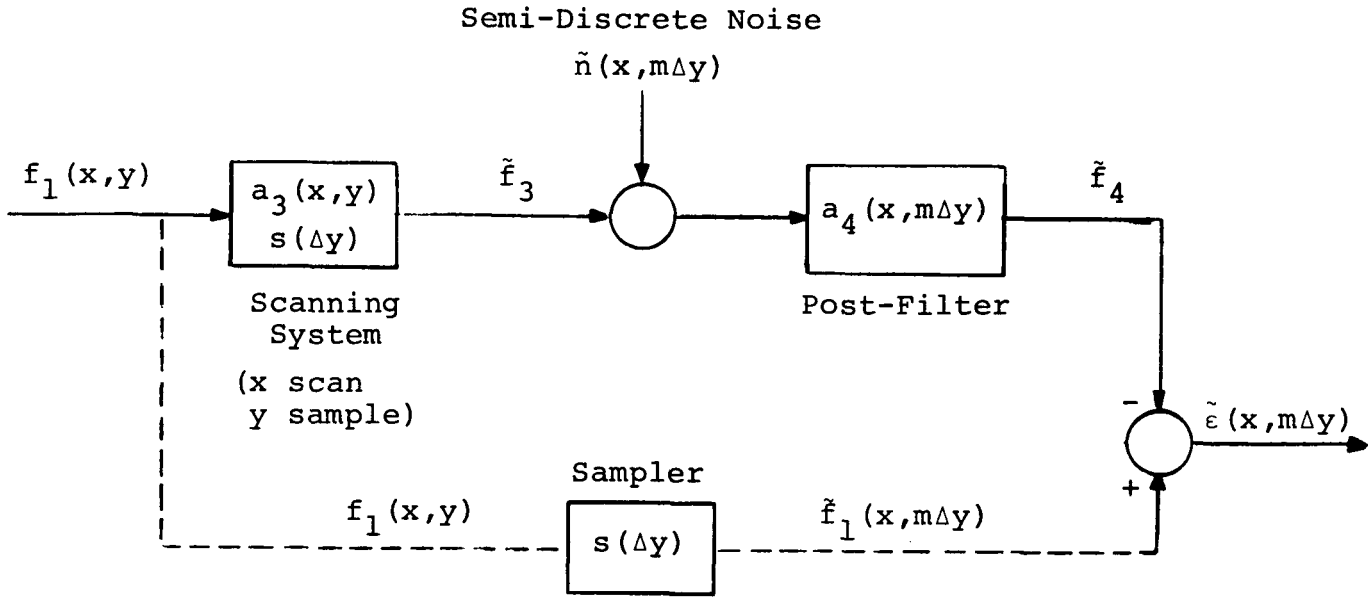 Semi-Discrete Noise
ñ(x,mΔy)
f₁(x,y)
a₃(x,y)
s(Δy)
f̃₃
a₄(x,mΔy)
f̃₄
Scanning
System
(x scan
y sample)
Post-Filter
-
+
ε̃(x,mΔy)
Sampler
f₁(x,y)
s(Δy)
f̃₁(x,mΔy)